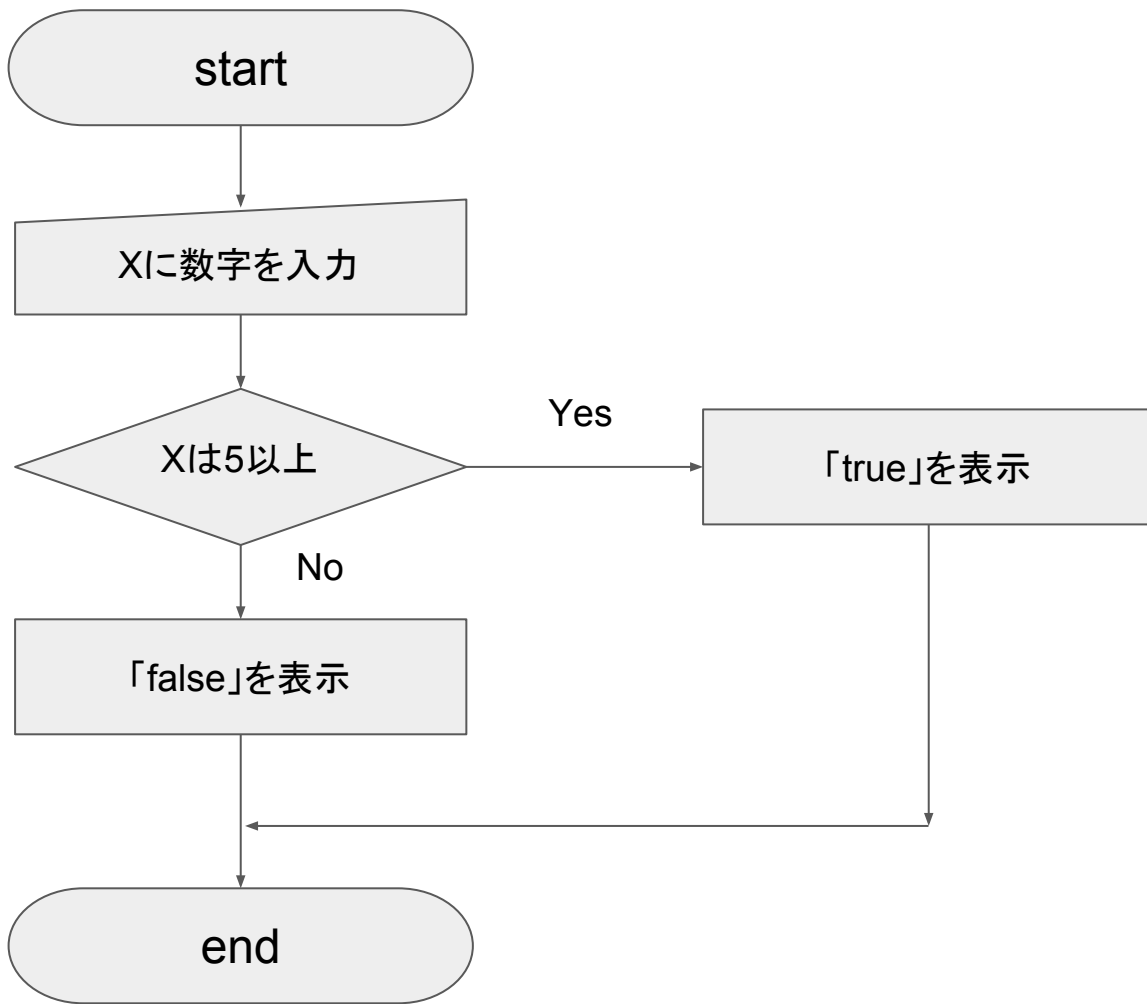 start
Xに数字を入力
Xは5以上
Yes
「true」を表示
No
「false」を表示
end